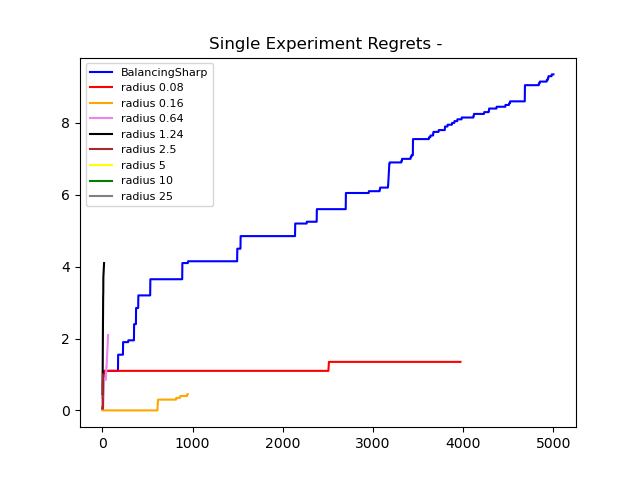 Single Experiment Regrets -
BalancingSharp
radius 0.08
radius 0.16
radius 0.64
radius 1.24
radius 2.5
radius 5
radius 10
radius 25
8
6
4
2
0
0 1000 2000 3000 4000 5000